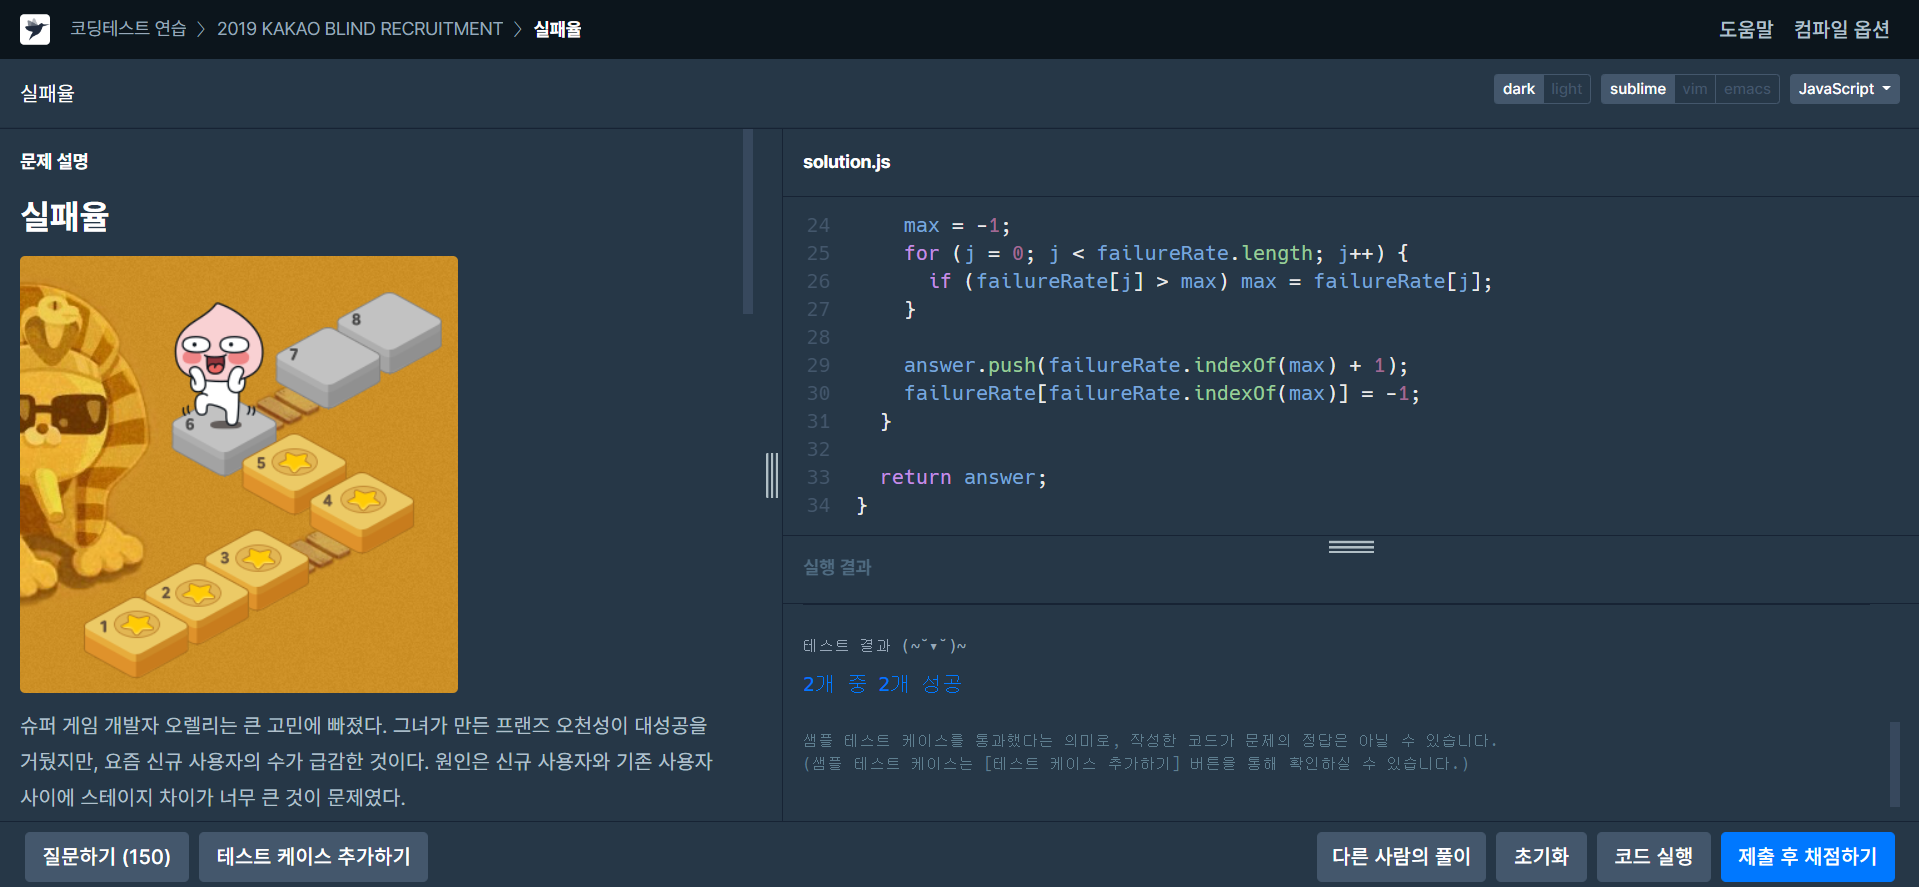 코딩테스트 연습 〉 2019 KAKAO BLIND RECRUITMENT 〉 실패율
도움말 컴파일 옵션
실패율
dark light sublime vim emacs JavaScript
문제 설명
실패율
8
7
6
5
4
3
2
1
슈퍼 게임 개발자 오렐리는 큰 고민에 빠졌다. 그녀가 만든 프랜즈 오천성이 대성공을
거뒀지만, 요즘 신규 사용자의 수가 급감한 것이다. 원인은 신규 사용자와 기존 사용자
사이에 스테이지 차이가 너무 큰 것이 문제였다.
solution.js
24 max = -1;
25 for (j = 0; j < failureRate.length; j++) {
26 if (failureRate[j] > max) max = failureRate[j];
27 }
28
29 answer.push(failureRate.indexOf(max) + 1);
30 failureRate[failureRate.indexOf(max)] = -1;
31 }
32
33 return answer;
34 }
실행 결과
테스트 결과 (~˘▾˘)~
2개 중 2개 성공
샘플 테스트 케이스를 통과했다는 의미로, 작성한 코드가 문제의 정답은 아닐 수 있습니다.
(샘플 테스트 케이스는 [테스트 케이스 추가하기] 버튼을 통해 확인하실 수 있습니다.)
질문하기 (150) 테스트 케이스 추가하기
다른 사람의 풀이 초기화 코드 실행 제출 후 채점하기